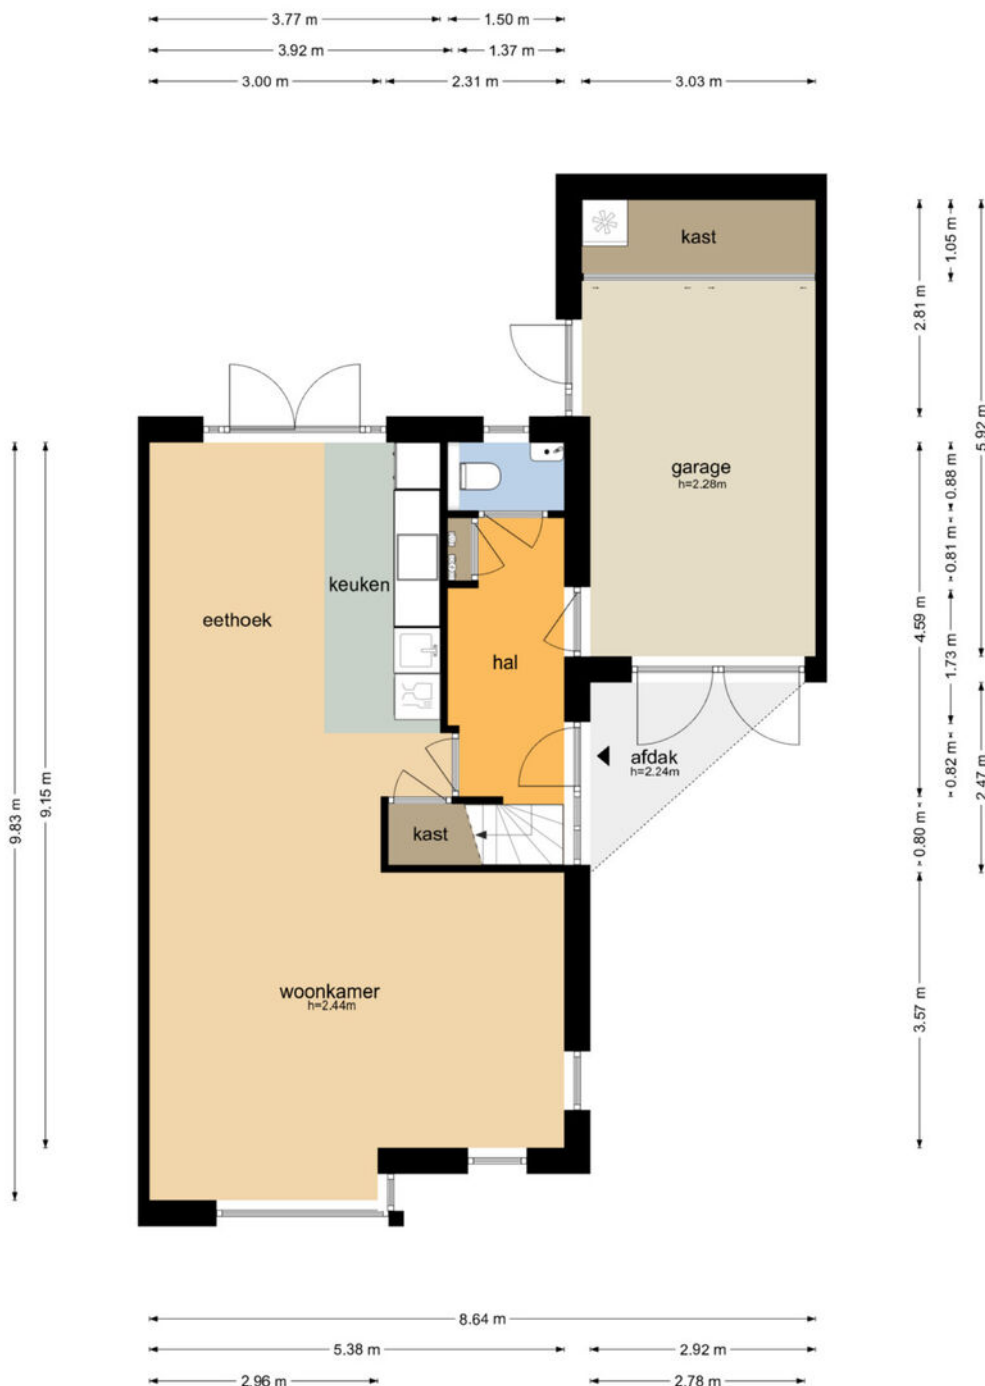 3.77 m
1.50 m
3.92 m
1.37 m
3.00 m
2.31 m
3.03 m
kast
1.05 m
2.81 m
5.92 m
garage
h=2.28m
0.88 m
0.81 m
keuken
eethoek
4.59 m
1.73 m
hal
afdak
h=2.24m
0.82 m
2.47 m
9.83 m
9.15 m
kast
0.80 m
woonkamer
h=2.44m
3.57 m
8.64 m
5.38 m
2.92 m
2.96 m
2.78 m